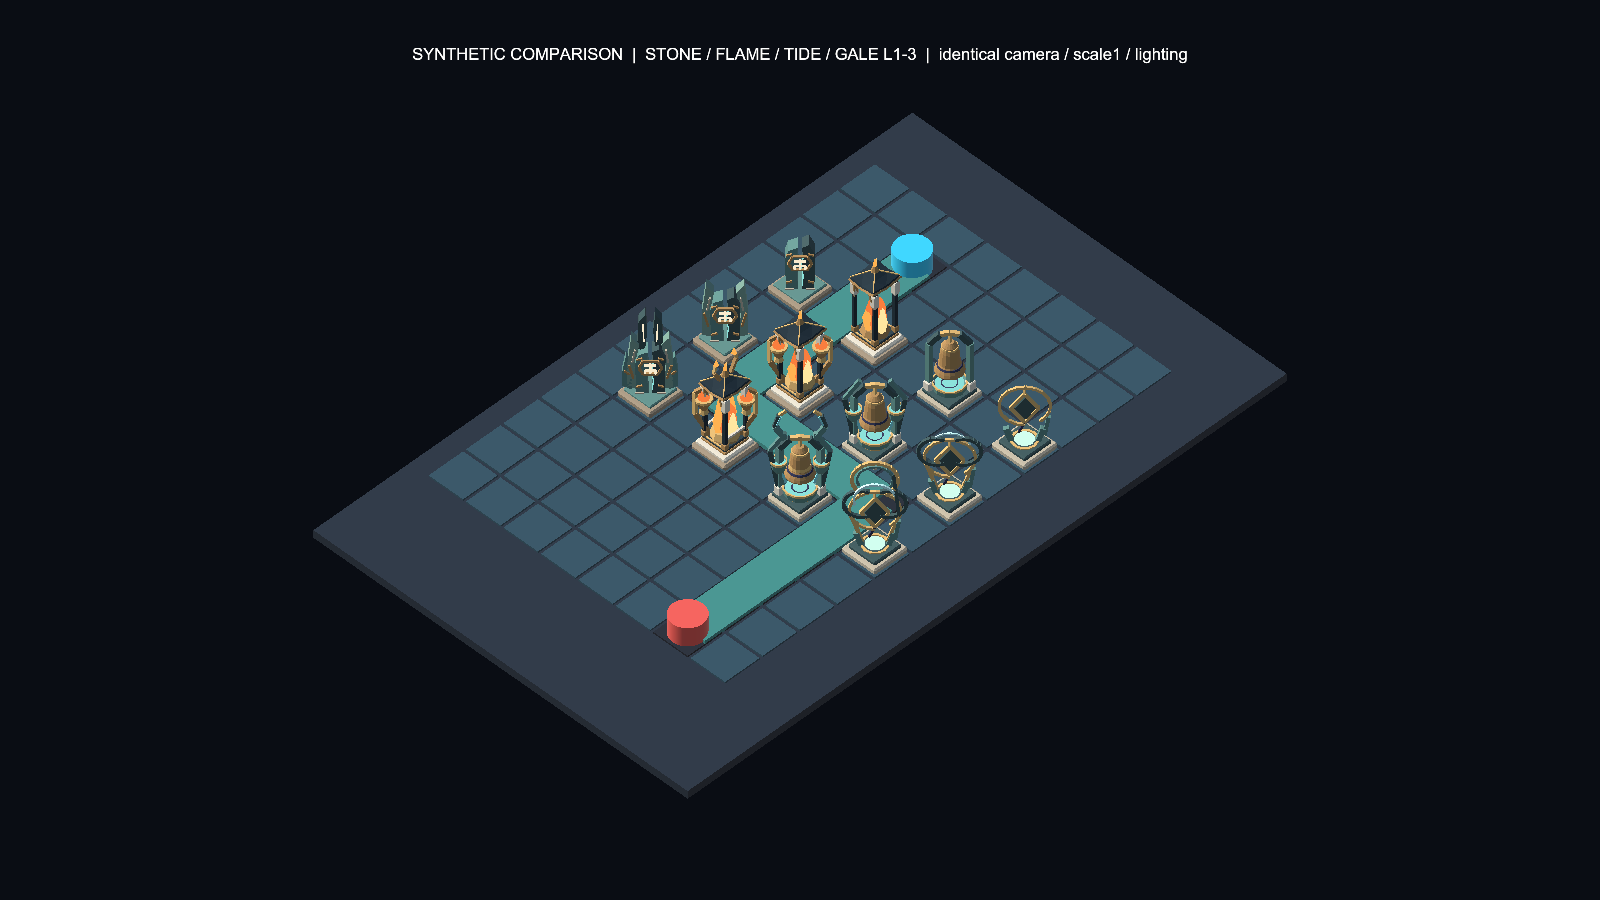 SYNTHETIC COMPARISON | STONE / FLAME / TIDE / GALE L1-3 | identical camera / scale1 / lighting